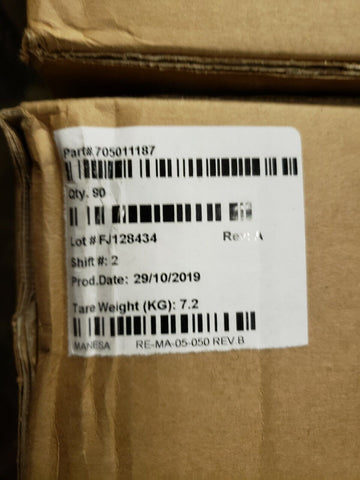 Part#.705011187
Qty. 90
Lot # FJ128434 Rev: A
Shift #: 2
Prod.Date: 29/10/2019
Tare Weight (KG): 7.2
MANESA RE-MA-05-050 REV.B